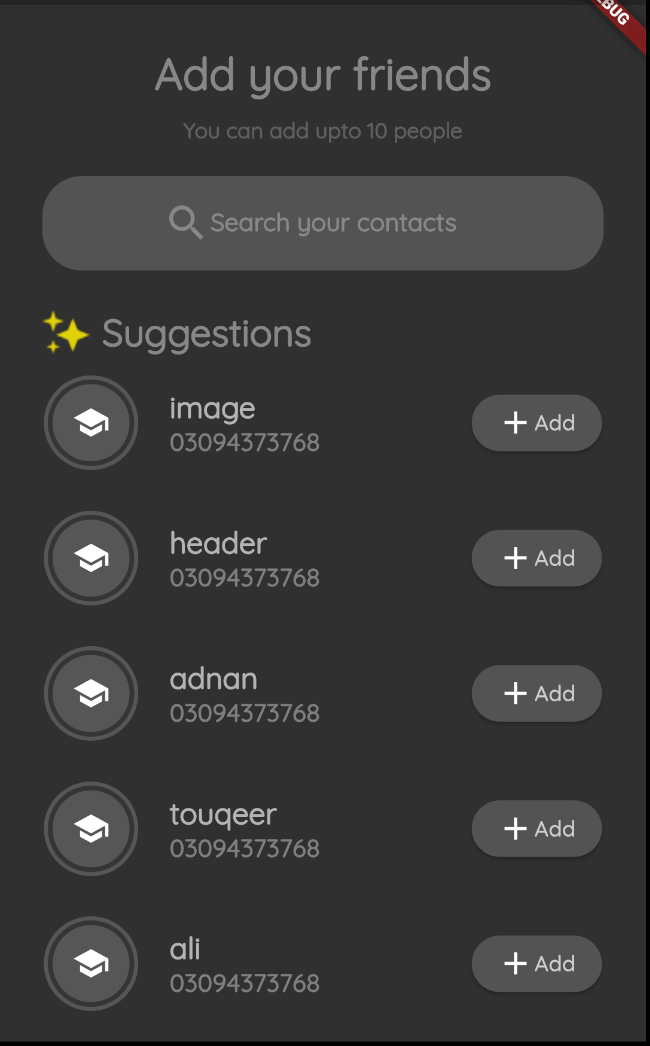 Add your friends
You can add upto 10 people
Search your contacts
Suggestions
image
03094373768
Add
header
03094373768
Add
adnan
03094373768
Add
touqeer
03094373768
Add
ali
03094373768
Add